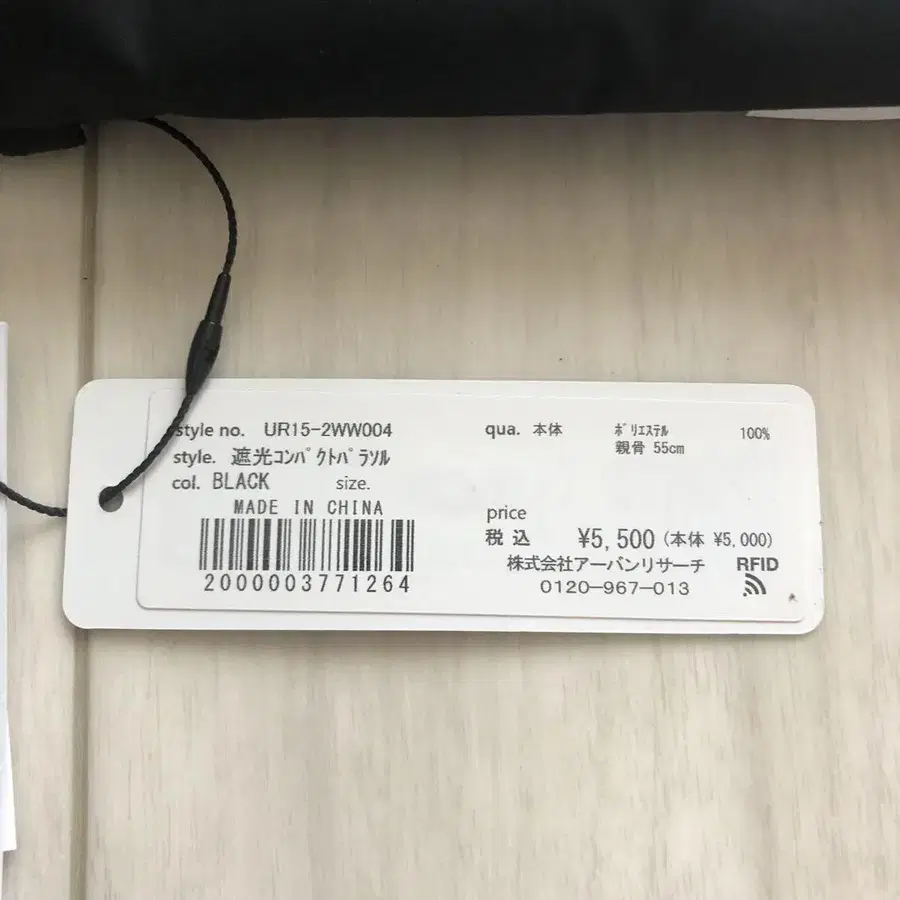 style no. UR15-2WW004
style. 遮光ｺﾝﾊﾟｸﾄﾊﾟﾗｿﾙ
col. BLACK size.
MADE IN CHINA
2000003771264
qua. 本体 ﾎﾟﾘｴｽﾃﾙ 100%
親骨 55cm
price
税込 ¥5,500 (本体 ¥5,000)
株式会社アーバンリサーチ RFID
0120-967-013